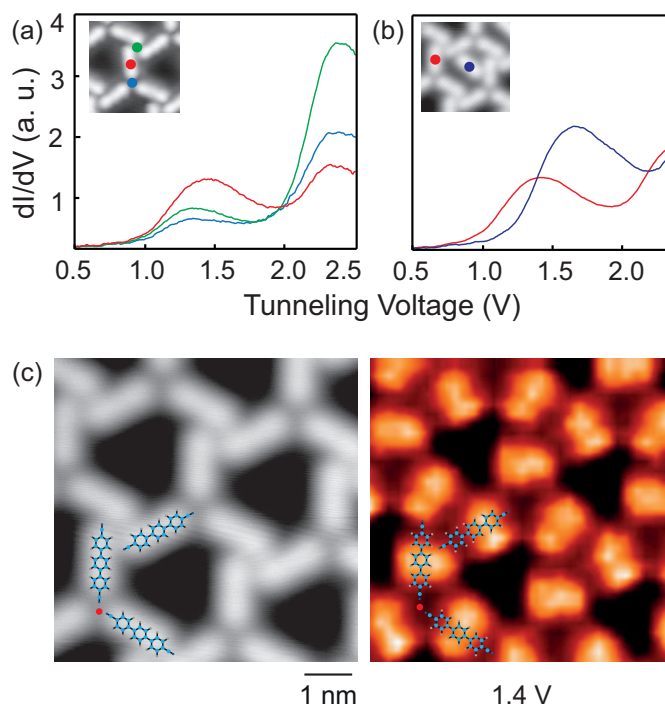 (a)
(b)
4
3
2
1
dI/dV (a. u.)
0.5 1.0 1.5 2.0 2.5
0.5 1.0 1.5 2.0
Tunneling Voltage (V)
(c)
1 nm
1.4 V